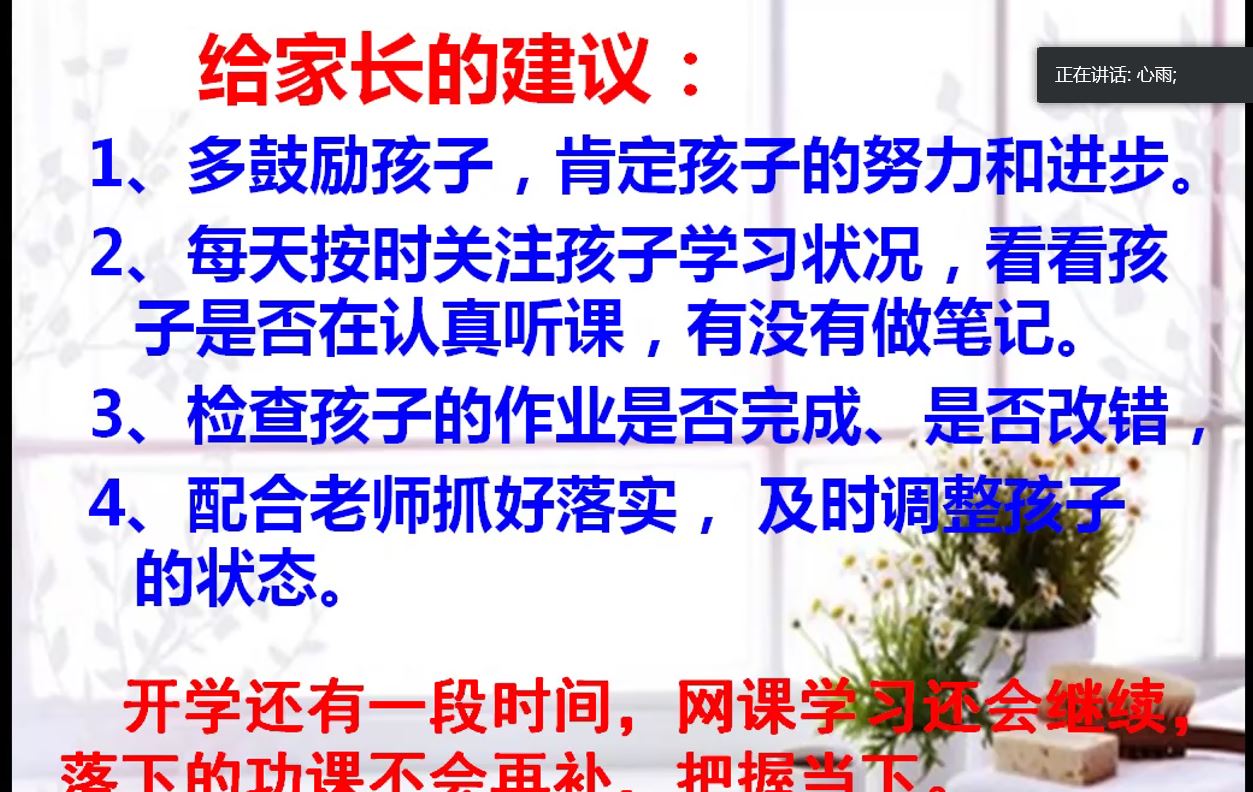 给家长的建议：
正在讲话: 心雨;
1、多鼓励孩子，肯定孩子的努力和进步。
2、每天按时关注孩子学习状况，看看孩
子是否在认真听课，有没有做笔记。
3、检查孩子的作业是否完成、是否改错，
4、配合老师抓好落实， 及时调整孩子
的状态。
开学还有一段时间，网课学习还会继续，
落下的功课不会再补，把握当下。